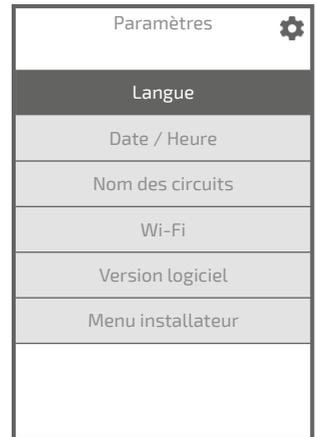 Paramètres
Langue
Date / Heure
Nom des circuits
Wi-Fi
Version logiciel
Menu installateur